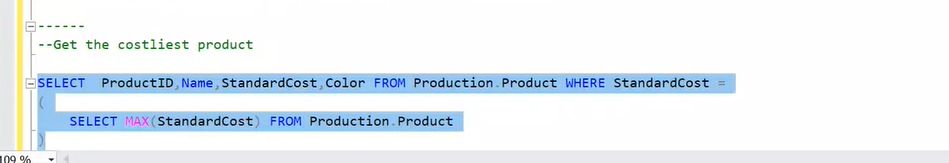 ------
--Get the costliest product
SELECT  ProductID,Name,StandardCost,Color FROM Production.Product WHERE StandardCost =
(
    SELECT MAX(StandardCost) FROM Production.Product
)
109 %